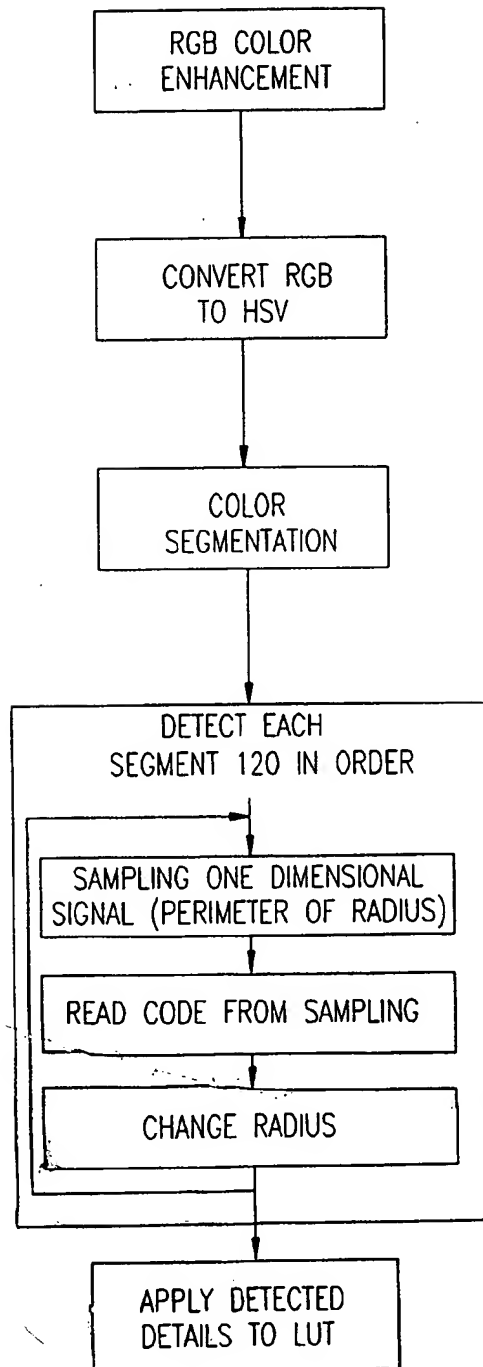 RGB COLOR
ENHANCEMENT
CONVERT RGB
TO HSV
COLOR
SEGMENTATION
DETECT EACH
SEGMENT 120 IN ORDER
SAMPLING ONE DIMENSIONAL
SIGNAL (PERIMETER OF RADIUS)
READ CODE FROM SAMPLING
CHANGE RADIUS
APPLY DETECTED
DETAILS TO LUT